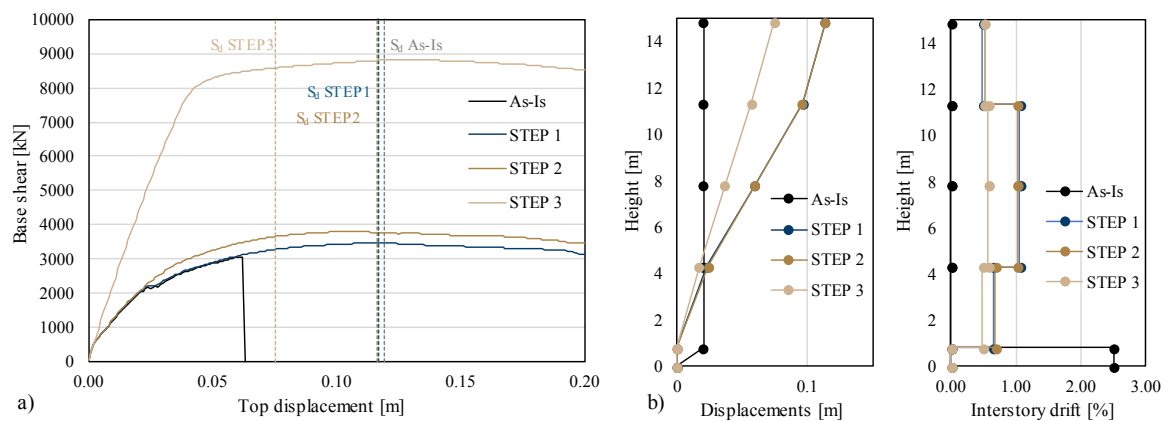 10000
9000
8000
7000
6000
5000
4000
3000
2000
1000
0
Base shear [kN]
0.00
0.05
0.10
0.15
0.20
Top displacement [m]
S_d STEP3
S_d As-Is
S_d STEP1
S_d STEP2
As-Is
STEP 1
STEP 2
STEP 3
a)
14
12
10
8
6
4
2
0
Height [m]
0
0.1
Displacements [m]
As-Is
STEP 1
STEP 2
STEP 3
b)
14
12
10
8
6
4
2
0
Height [m]
0.00
1.00
2.00
3.00
Interstory drift [%]
As-Is
STEP 1
STEP 2
STEP 3